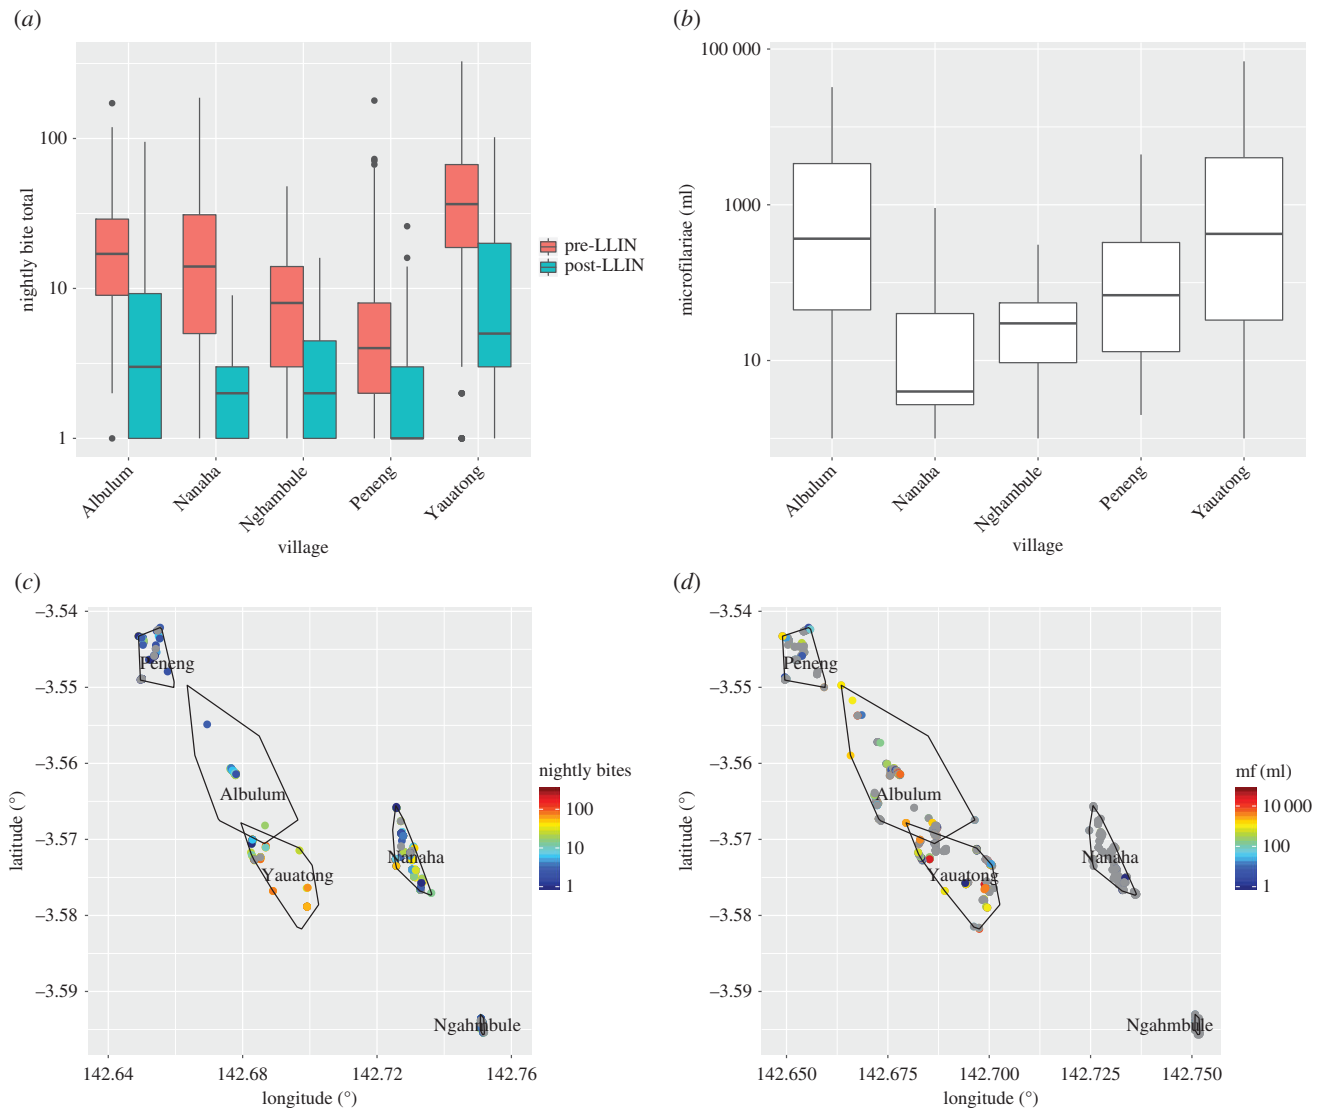 (a)
nightly bite total
100
10
1
Albulum
Nanaha
Nghambule
Peneng
Yauatong
village
pre-LLIN
post-LLIN
(b)
microfilariae (ml)
100 000
1000
10
Albulum
Nanaha
Nghambule
Peneng
Yauatong
village
(c)
latitude (°)
–3.54
–3.55
–3.56
–3.57
–3.58
–3.59
Peneng
Albulum
Yauatong
Nanaha
Ngahmbule
142.64
142.68
142.72
142.76
longitude (°)
nightly bites
100
10
1
(d)
latitude (°)
–3.54
–3.55
–3.56
–3.57
–3.58
–3.59
Peneng
Albulum
Yauatong
Nanaha
Ngahmbule
142.650
142.675
142.700
142.725
142.750
longitude (°)
mf (ml)
10 000
100
1